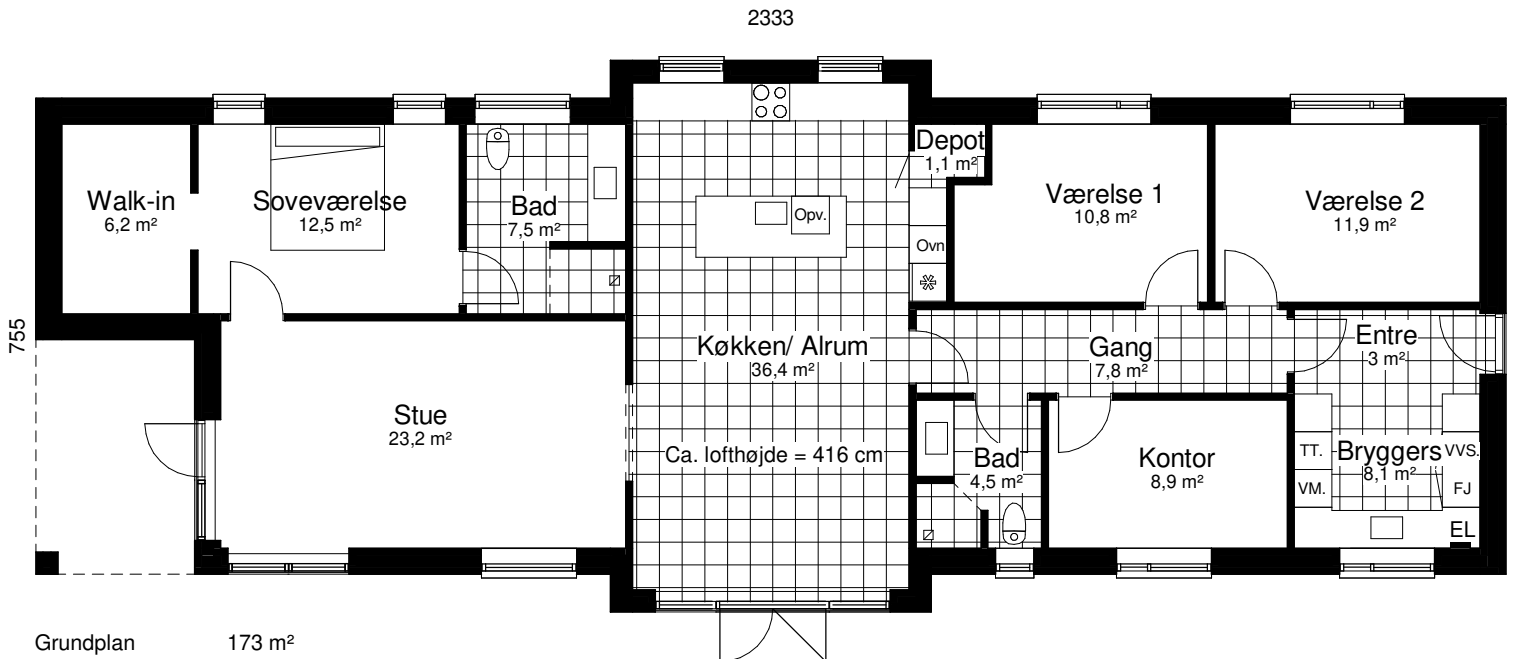 2333
Depot
1,1 m²
Walk-in
6,2 m²
Soveværelse
12,5 m²
Bad
7,5 m²
Opv.
Ovn
Værelse 1
10,8 m²
Værelse 2
11,9 m²
755
Køkken/ Alrum
36,4 m²
Gang
7,8 m²
Entre
3 m²
Stue
23,2 m²
Ca. lofthøjde = 416 cm
Bad
4,5 m²
Kontor
8,9 m²
TT.
Bryggers
8,1 m²
VVS.
VM.
FJ
EL
Grundplan 173 m²